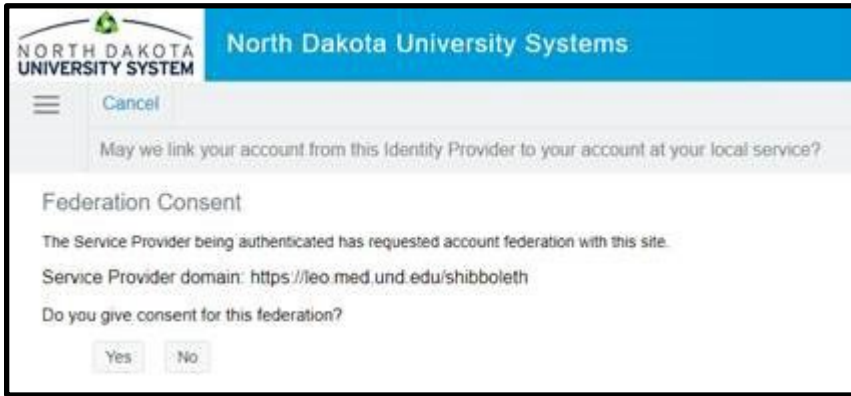 NORTH DAKOTA
UNIVERSITY SYSTEM
North Dakota University Systems
Cancel
May we link your account from this Identity Provider to your account at your local service?
Federation Consent
The Service Provider being authenticated has requested account federation with this site.
Service Provider domain: https://leo.med.und.edu/shibboleth
Do you give consent for this federation?
Yes No